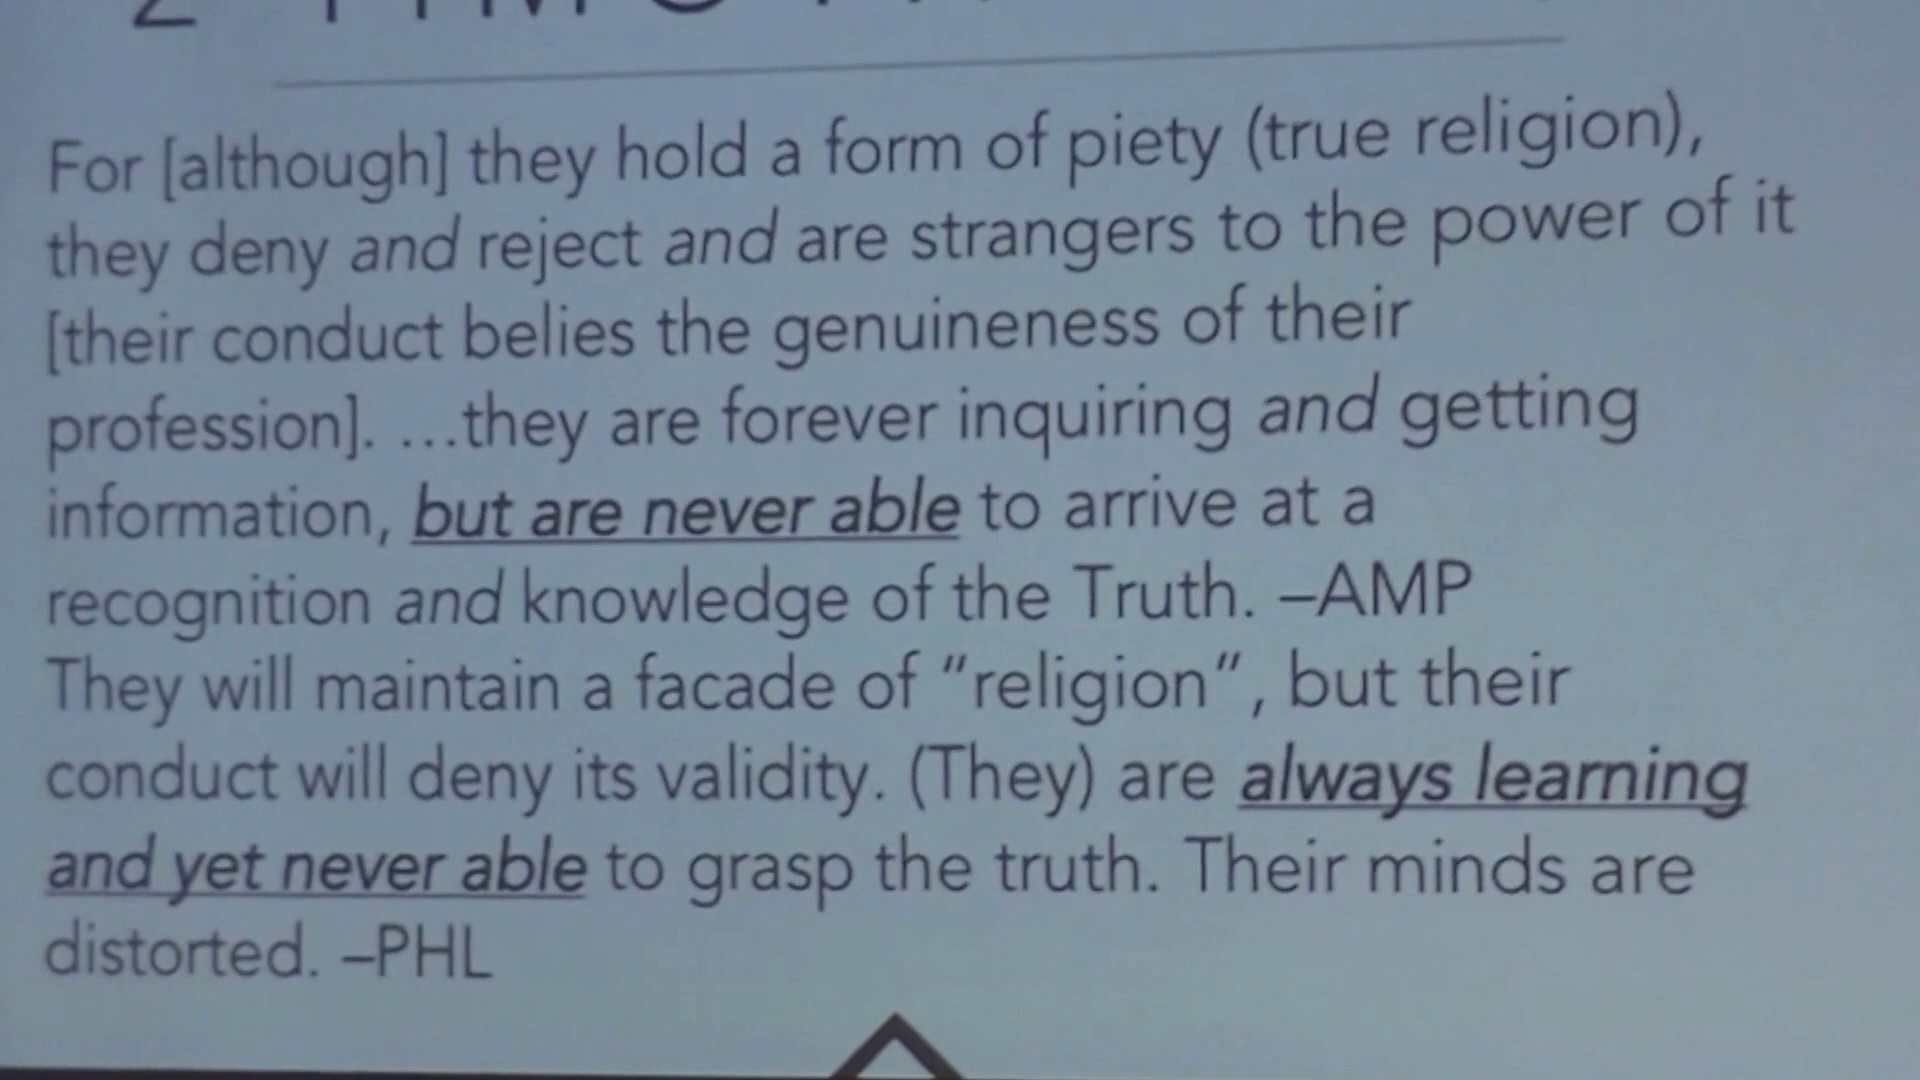 For [although] they hold a form of piety (true religion),
they deny and reject and are strangers to the power of it
[their conduct belies the genuineness of their
profession]. ...they are forever inquiring and getting
information, but are never able to arrive at a
recognition and knowledge of the Truth. –AMP
They will maintain a facade of "religion", but their
conduct will deny its validity. (They) are always learning
and yet never able to grasp the truth. Their minds are
distorted. –PHL